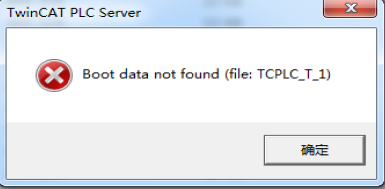 TwinCAT PLC Server
Boot data not found (file: TCPLC_T_1)
确定